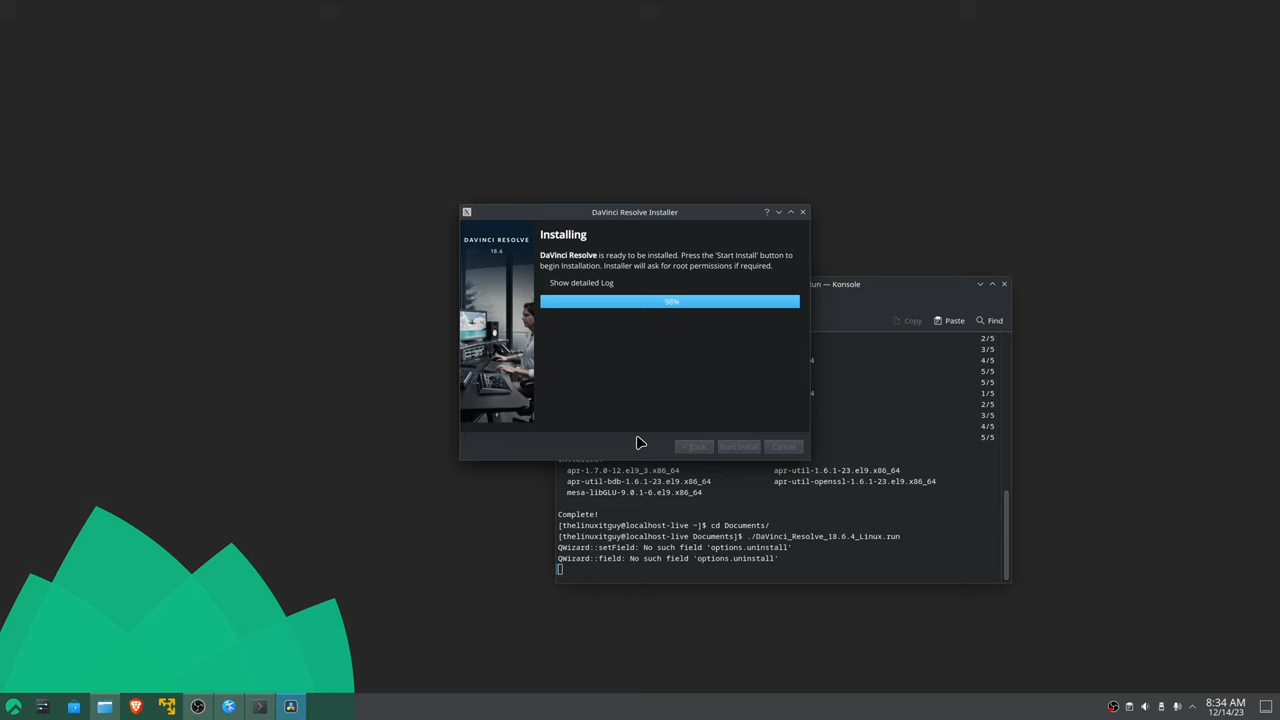 DaVinci Resolve Installer
DAVINCI RESOLVE
18.6
Installing
DaVinci Resolve is ready to be installed. Press the 'Start Install' button to
begin Installation. Installer will ask for root permissions if required.
Show detailed Log
98%
< Back
Start Install
Cancel
un — Konsole
Copy
Paste
Find
2/5
3/5
4 4/5
5/5
5/5
4 1/5
2/5
3/5
4/5
5/5
apr-1.7.0-12.el9_3.x86_64 apr-util-1.6.1-23.el9.x86_64
apr-util-bdb-1.6.1-23.el9.x86_64 apr-util-openssl-1.6.1-23.el9.x86_64
mesa-libGLU-9.0.1-6.el9.x86_64
Complete!
[thelinuxitguy@localhost-live ~]$ cd Documents/
[thelinuxitguy@localhost-live Documents]$ ./DaVinci_Resolve_18.6.4_Linux.run
QWizard::setField: No such field 'options.uninstall'
QWizard::field: No such field 'options.uninstall'
8:34 AM
12/14/23